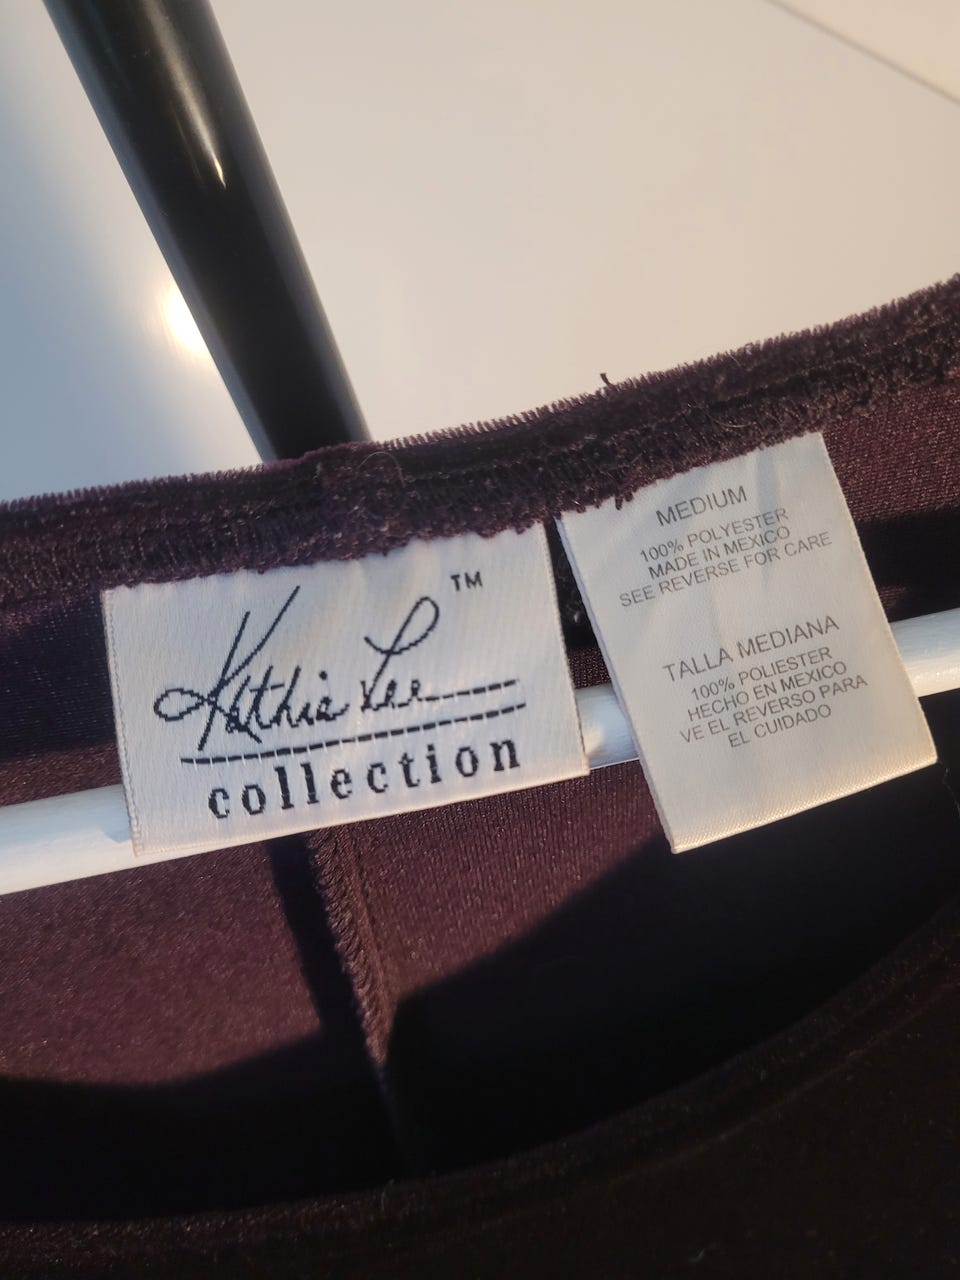 Kathie Lee ™
collection
MEDIUM
100% POLYESTER
MADE IN MEXICO
SEE REVERSE FOR CARE
TALLA MEDIANA
100% POLIESTER
HECHO EN MEXICO
VE EL REVERSO PARA
EL CUIDADO